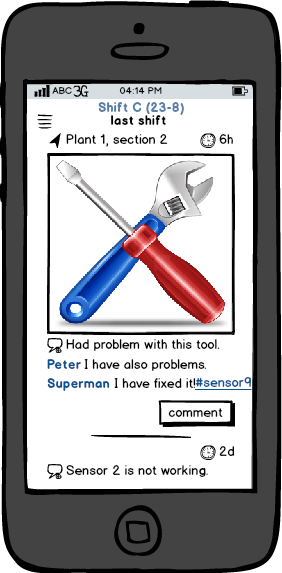 ABC 3G 04:14 PM
Shift C (23-8)
last shift
Plant 1, section 2 6h
Had problem with this tool.
Peter I have also problems.
Superman I have fixed it!#sensor9
comment
2d
Sensor 2 is not working.